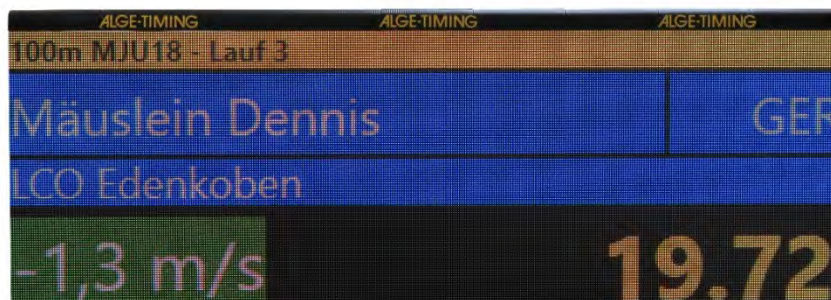 ALGE-TIMING ALGE-TIMING ALGE-TIMING
100m MJU18 - Lauf 3
Mäuslein Dennis GER
LCO Edenkoben
-1,3 m/s 19.72